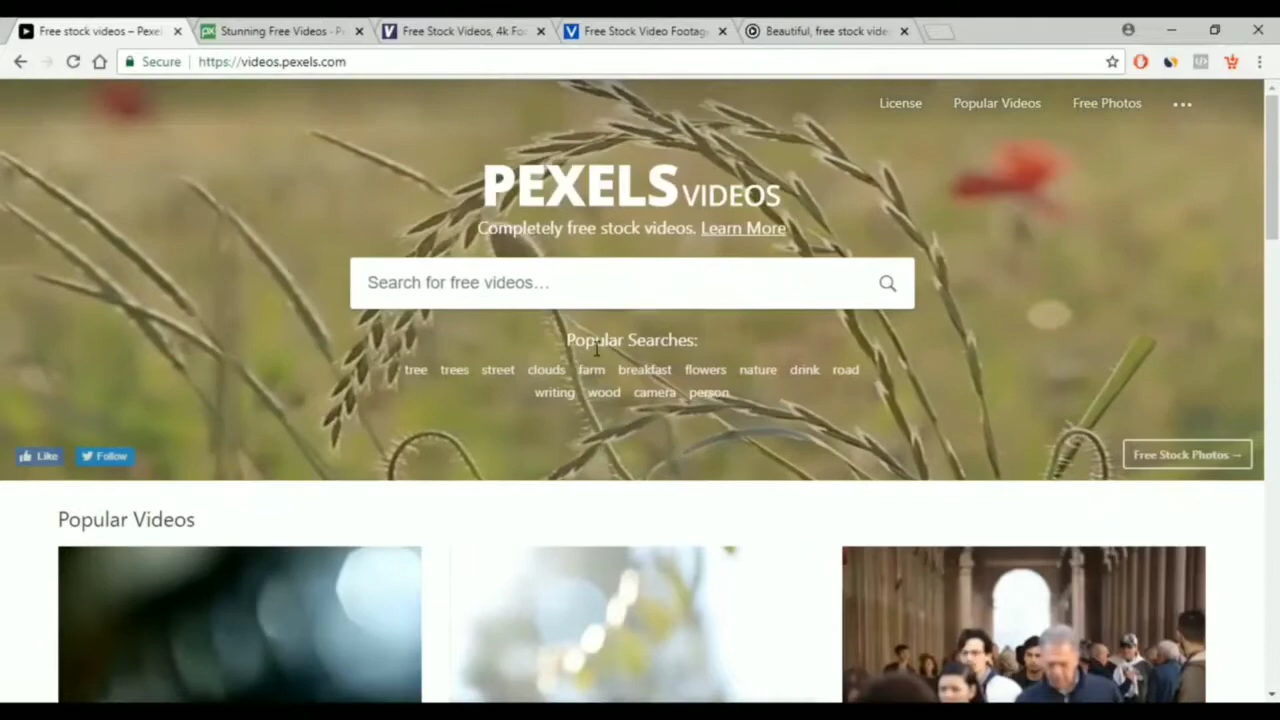 Free stock videos – Pexe
Stunning Free Videos - P
Free Stock Videos, 4k Fo
Free Stock Video Footag
Beautiful, free stock vide
Secure
https://videos.pexels.com
License
Popular Videos
Free Photos
PEXELS VIDEOS
Completely free stock videos. Learn More
Search for free videos...
Popular Searches:
tree trees street clouds farm breakfast flowers nature drink road
writing wood camera person
Like
Follow
Free Stock Photos →
Popular Videos